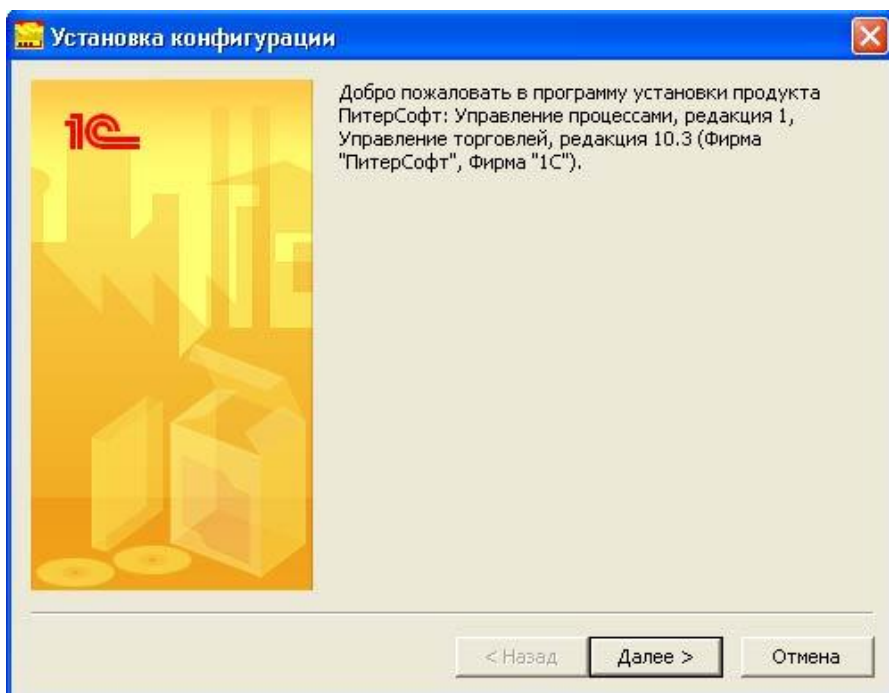 Установка конфигурации
1С
Добро пожаловать в программу установки продукта
ПитерСофт: Управление процессами, редакция 1,
Управление торговлей, редакция 10.3 (Фирма
"ПитерСофт", Фирма "1С").
< Назад
Далее >
Отмена